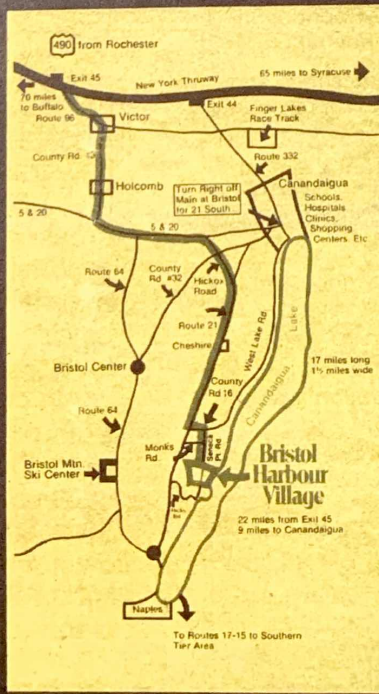 490 from Rochester
Exit 45
New York Thruway
65 miles to Syracuse
70 miles
to Buffalo
Route 96
Victor
Exit 44
Finger Lakes
Race Track
County Rd.
Route 332
Holcomb
Turn Right off
Main at Bristol
for 21 South
Canandaigua
Schools,
Hospitals
Clinics,
Shopping
Centers, Etc.
5 & 20
5 & 20
Route 64
County
Rd. #32
Hickox
Road
Route 21
Cheshire
West Lake Rd.
Canandaigua Lake
17 miles long
1½ miles wide
Bristol Center
County
Rd 16
Route 64
Monks
Rd.
Seneca
Pt. Rd
Bristol Mtn.
Ski Center
Bristol
Harbour
Village
22 miles from Exit 45
9 miles to Canandaigua
Naples
To Routes 17-15 to Southern
Tier Area